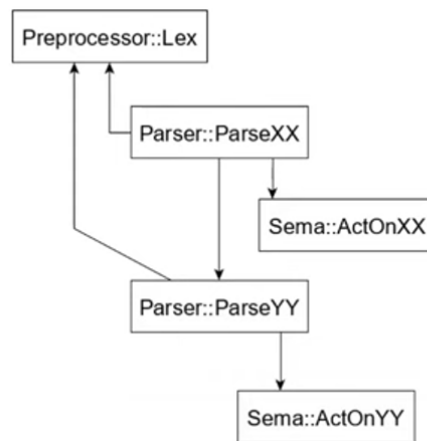 Preprocessor::Lex
Parser::ParseXX
Sema::ActOnXX
Parser::ParseYY
Sema::ActOnYY